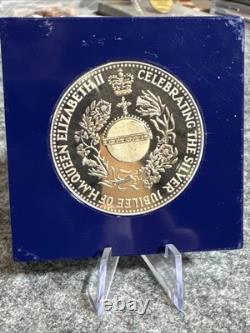 CELEBRATING THE SILVER JUBILEE OF H.M. QUEEN ELIZABETH II